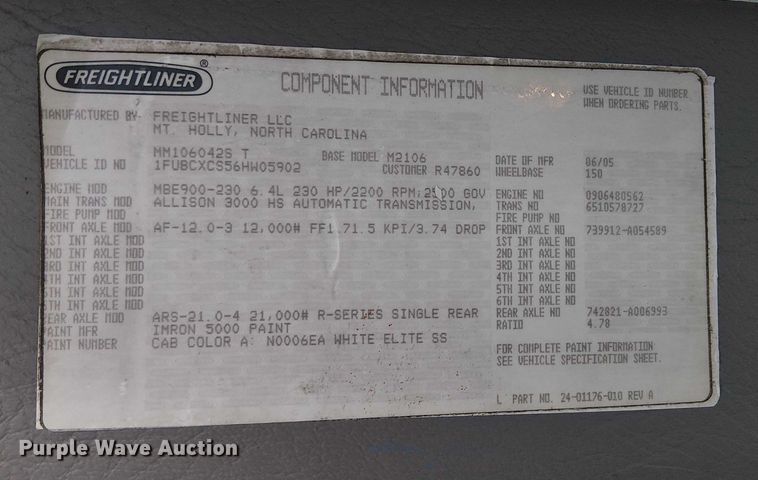 FREIGHTLINER ®
COMPONENT INFORMATION
USE VEHICLE ID NUMBER
WHEN ORDERING PARTS.
MANUFACTURED BY- FREIGHTLINER LLC
MT. HOLLY, NORTH CAROLINA
MODEL MM106042S T BASE MODEL M2106 DATE OF MFR 06/05
VEHICLE ID NO 1FUBCXCS56HW05902 CUSTOMER R47860 WHEELBASE 150
ENGINE MOD MBE900-230 6.4L 230 HP/2200 RPM; GOV ENGINE NO 0906480562
MAIN TRANS MOD ALLISON 3000 HS AUTOMATIC TRANSMISSION, TRANS NO 6510578727
FIRE PUMP MOD FIRE PUMP NO
FRONT AXLE MOD AF-12.0-3 12,000# FF1 71.5 KPI/3.74 DROP FRONT AXLE NO 739912-A054589
1ST INT AXLE MOD 1ST INT AXLE NO
2ND INT AXLE MOD 2ND INT AXLE NO
3RD INT AXLE MOD 3RD INT AXLE NO
4TH INT AXLE MOD 4TH INT AXLE NO
5TH INT AXLE MOD 5TH INT AXLE NO
6TH INT AXLE MOD 6TH INT AXLE NO
REAR AXLE MOD ARS-21.0-4 21,000# R-SERIES SINGLE REAR REAR AXLE NO 742821-A006993
PAINT MFR IMRON 5000 PAINT RATIO 4.78
PAINT NUMBER CAB COLOR A: N0006EA WHITE ELITE SS
FOR COMPLETE PAINT INFORMATION
SEE VEHICLE SPECIFICATION SHEET.
L PART NO. 24-01176-010 REV A
Purple Wave Auction